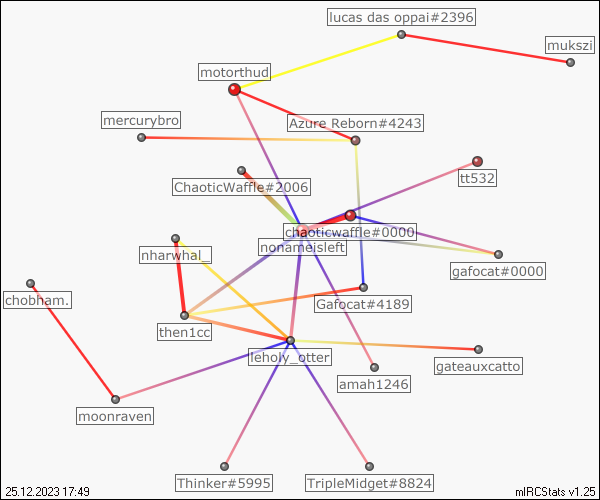 lucas das oppai#2396
mukszi
motorthud
mercurybro
Azure Reborn#4243
tt532
ChaoticWaffle#2006
chaoticwaffle#0000
nonameisleft
nharwhal_
gafocat#0000
chobham.
Gafocat#4189
then1cc
leholy_otter
gateauxcatto
amah1246
moonraven
Thinker#5995
TripleMidget#8824
25.12.2023 17:49
mIRCStats v1.25